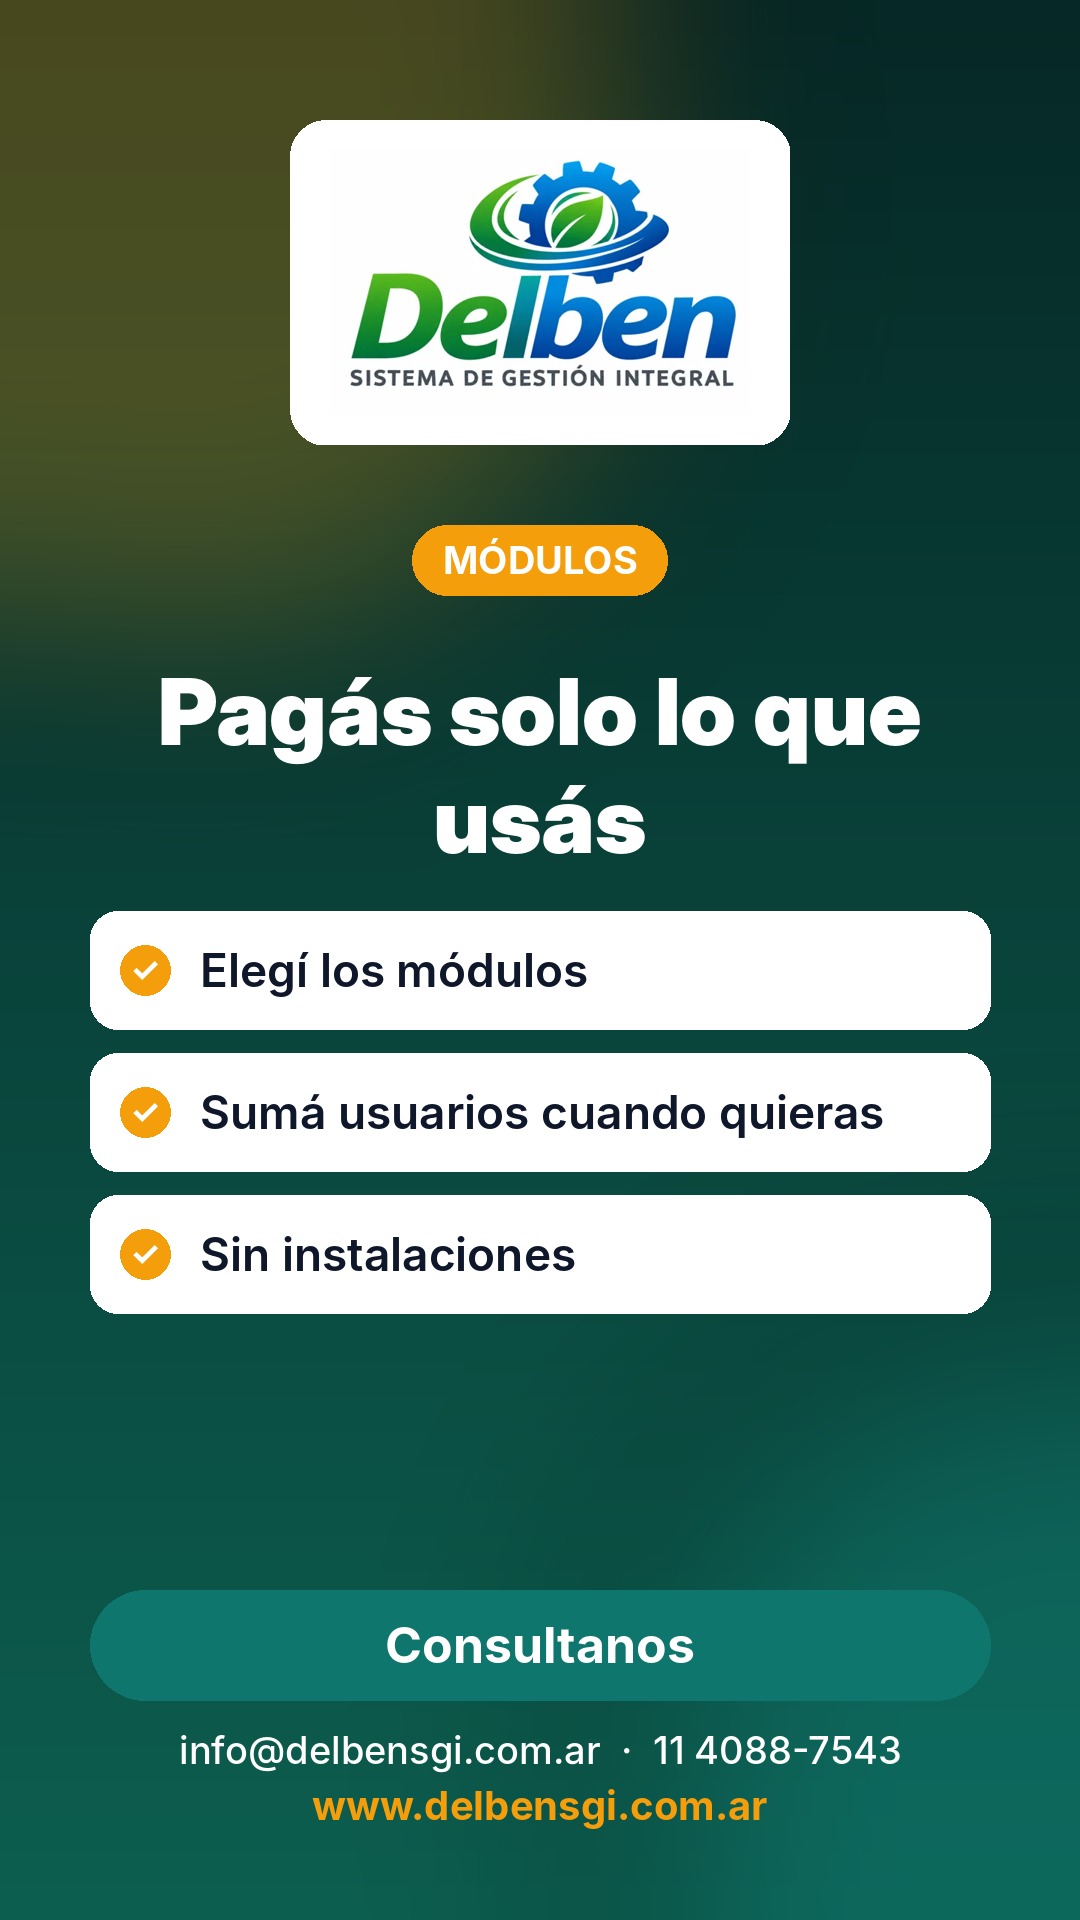 Delben
SISTEMA DE GESTIÓN INTEGRAL
MÓDULOS
Pagás solo lo que
usás
Elegí los módulos
Sumá usuarios cuando quieras
Sin instalaciones
Consultanos
info@delbensgi.com.ar · 11 4088-7543
www.delbensgi.com.ar